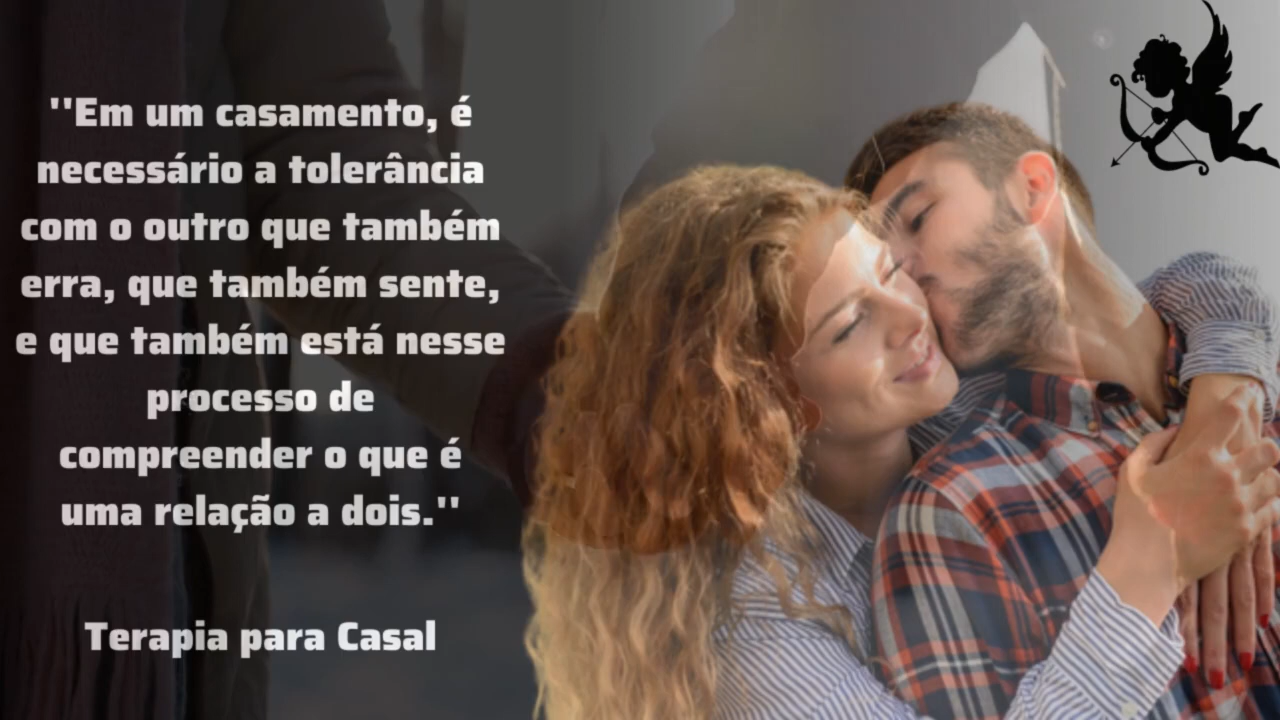 ''Em um casamento, é
necessário a tolerância
com o outro que também
erra, que também sente,
e que também está nesse
processo de
compreender o que é
uma relação a dois.''
Terapia para Casal